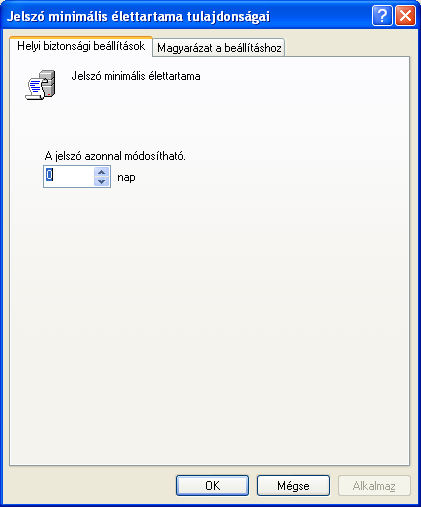 Jelszó minimális élettartama tulajdonságai
Helyi biztonsági beállítások
Magyarázat a beállításhoz
Jelszó minimális élettartama
A jelszó azonnal módosítható.
0 nap
OK Mégse Alkalmaz